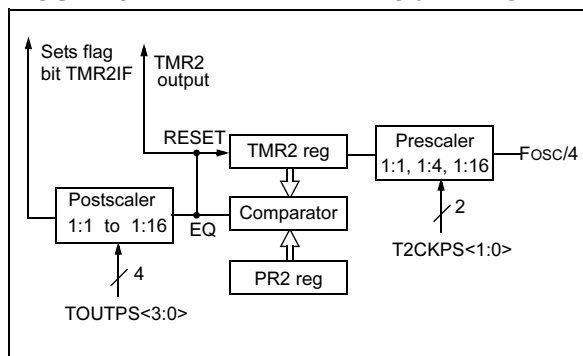 Sets flag
bit TMR2IF
TMR2
output
RESET
TMR2 reg
Prescaler
1:1, 1:4, 1:16
FOSC/4
Postscaler
1:1 to 1:16
EQ
Comparator
2
T2CKPS<1:0>
4
PR2 reg
TOUTPS<3:0>